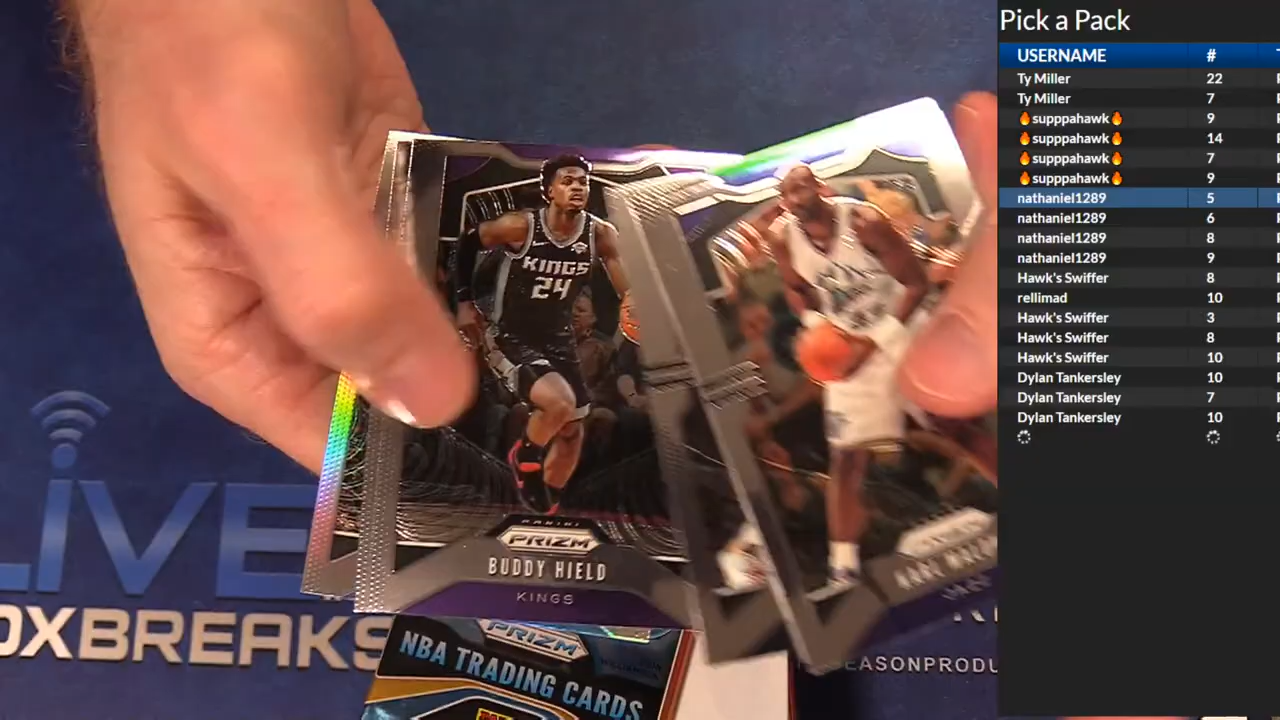 Pick a Pack
USERNAME #
Ty Miller 22
Ty Miller 7
🔥supppahawk🔥 9
🔥supppahawk🔥 14
🔥supppahawk🔥 7
🔥supppahawk🔥 9
nathaniel1289 5
nathaniel1289 6
nathaniel1289 8
nathaniel1289 9
Hawk's Swiffer 8
rellimad 10
Hawk's Swiffer 3
Hawk's Swiffer 8
Hawk's Swiffer 10
Dylan Tankersley 10
Dylan Tankersley 7
Dylan Tankersley 10
KINGS
24
PANINI
PRIZM
BUDDY HIELD
KINGS
KARL
LIVE
OXBREAKS
PRIZM
NBA TRADING CARDS
EASONPRODU